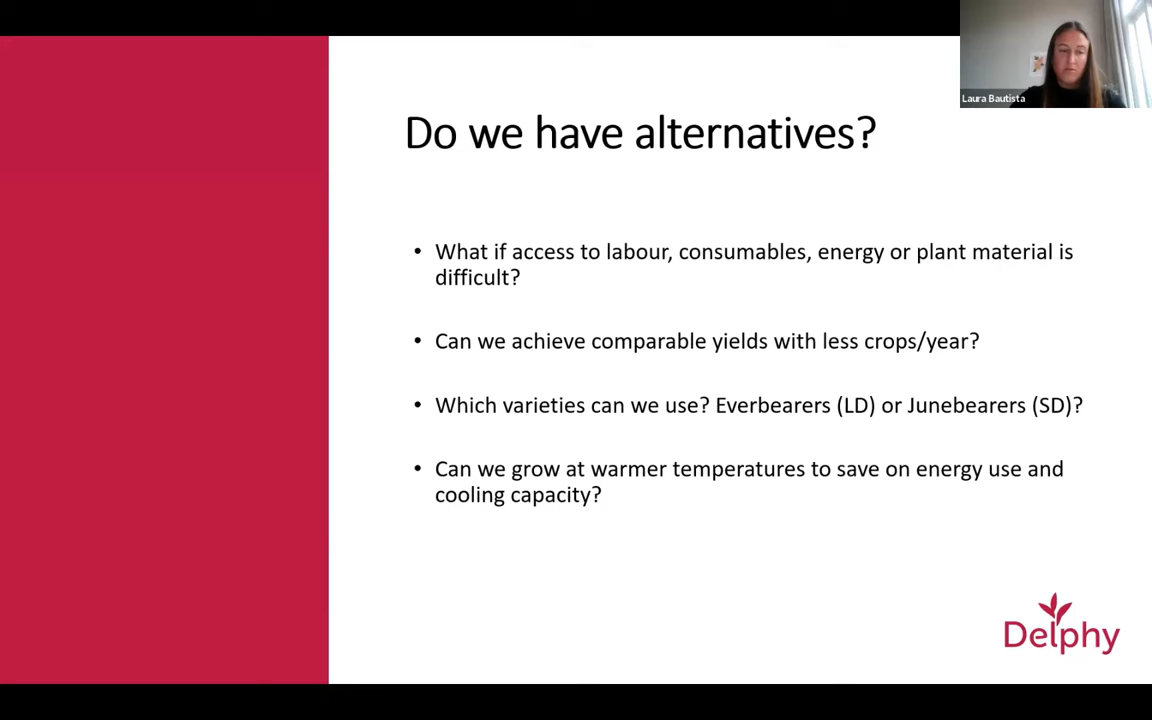 Laura Bautista
Do we have alternatives?
• What if access to labour, consumables, energy or plant material is
difficult?
• Can we achieve comparable yields with less crops/year?
• Which varieties can we use? Everbearers (LD) or Junebearers (SD)?
• Can we grow at warmer temperatures to save on energy use and
cooling capacity?
Delphy